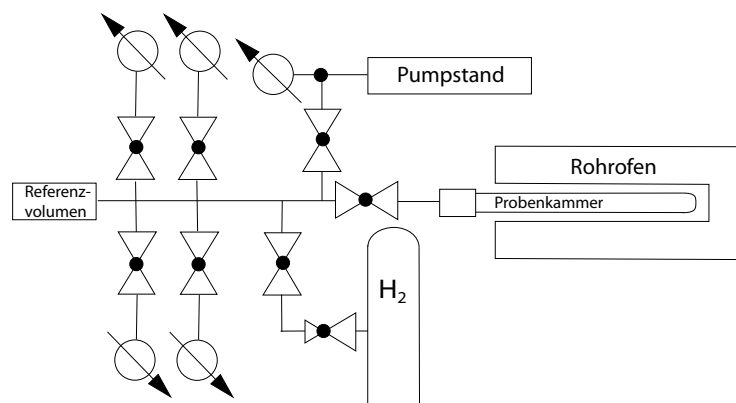 Pumpstand
Rohrofen
Referenz-
volumen
Probenkammer
H₂